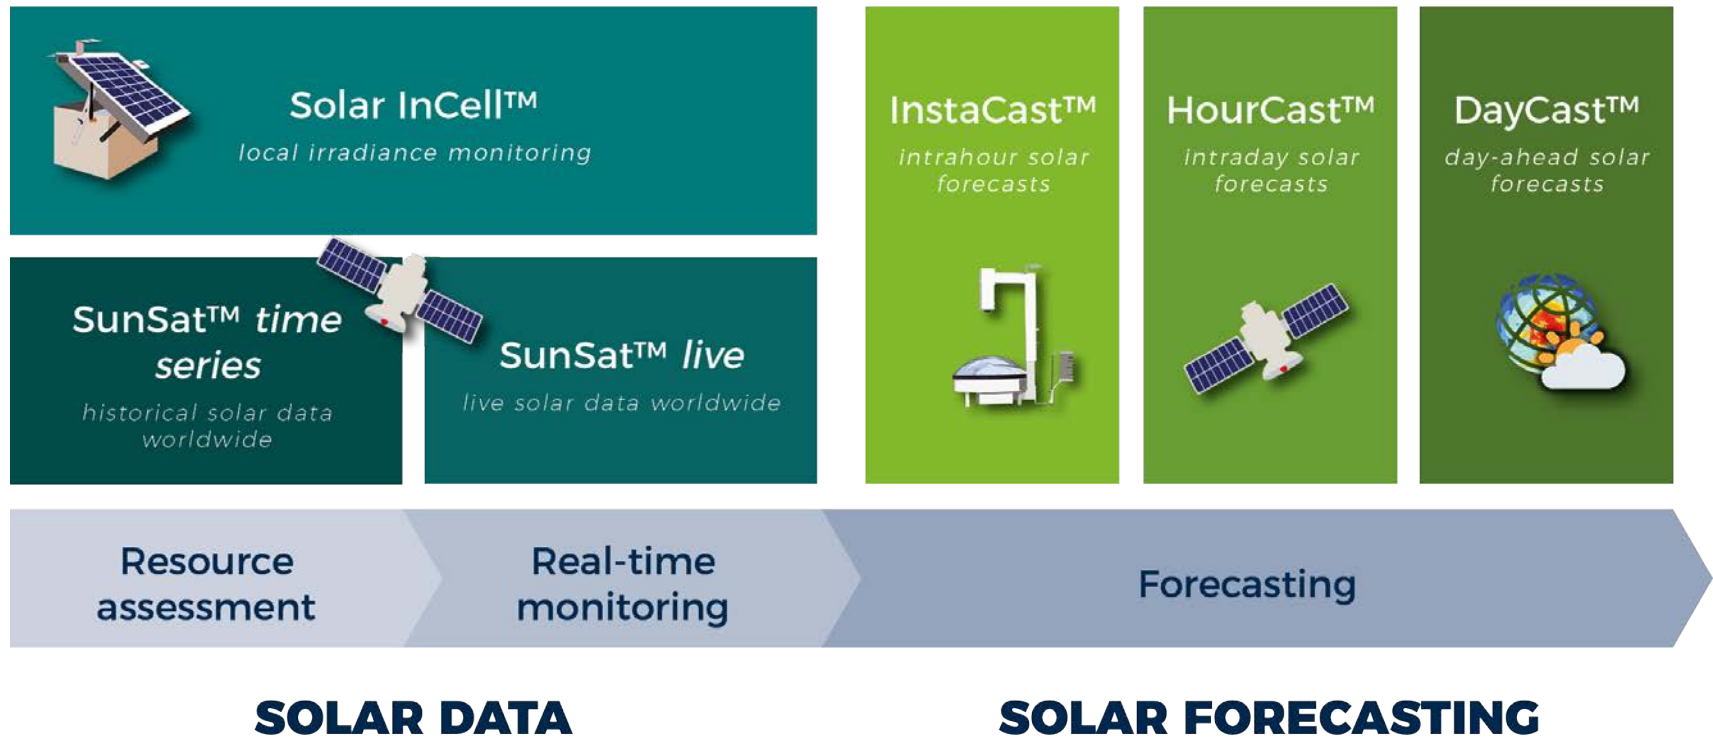 Solar InCell™
local irradiance monitoring
SunSat™ time
series
historical solar data
worldwide
SunSat™ live
live solar data worldwide
InstaCast™
intrahour solar
forecasts
HourCast™
intraday solar
forecasts
DayCast™
day-ahead solar
forecasts
Resource
assessment
Real-time
monitoring
Forecasting
SOLAR DATA
SOLAR FORECASTING